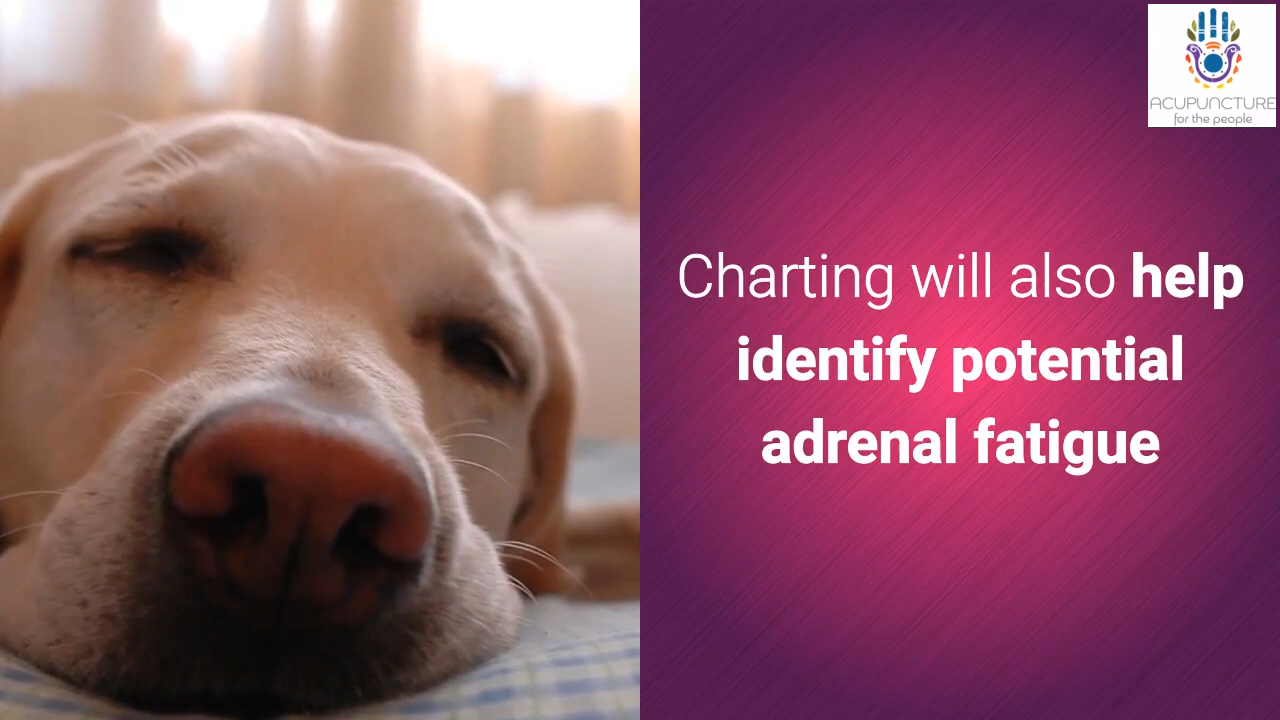 ACUPUNCTURE
for the people
Charting will also help
identify potential
adrenal fatigue